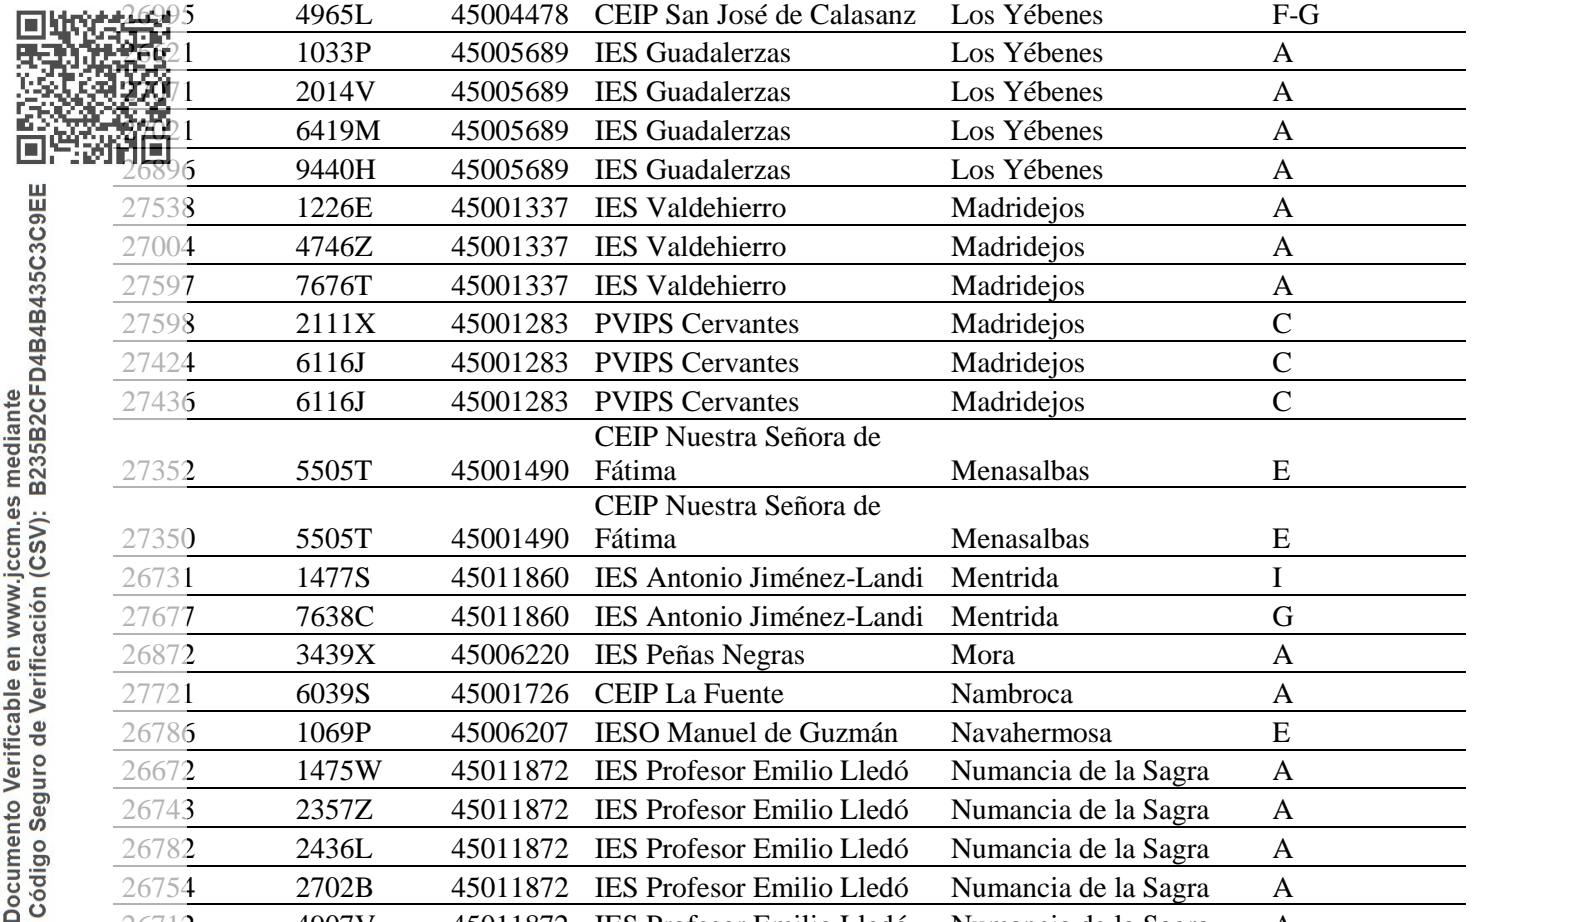 26995 4965L 45004478 CEIP San José de Calasanz Los Yébenes F-G
1033P 45005689 IES Guadalerzas Los Yébenes A
2014V 45005689 IES Guadalerzas Los Yébenes A
6419M 45005689 IES Guadalerzas Los Yébenes A
26896 9440H 45005689 IES Guadalerzas Los Yébenes A
27538 1226E 45001337 IES Valdehierro Madridejos A
27004 4746Z 45001337 IES Valdehierro Madridejos A
27597 7676T 45001337 IES Valdehierro Madridejos A
27598 2111X 45001283 PVIPS Cervantes Madridejos C
27424 6116J 45001283 PVIPS Cervantes Madridejos C
27436 6116J 45001283 PVIPS Cervantes Madridejos C
CEIP Nuestra Señora de
27352 5505T 45001490 Fátima Menasalbas E
CEIP Nuestra Señora de
27350 5505T 45001490 Fátima Menasalbas E
26731 1477S 45011860 IES Antonio Jiménez-Landi Mentrida I
27677 7638C 45011860 IES Antonio Jiménez-Landi Mentrida G
26872 3439X 45006220 IES Peñas Negras Mora A
27721 6039S 45001726 CEIP La Fuente Nambroca A
26786 1069P 45006207 IESO Manuel de Guzmán Navahermosa E
26672 1475W 45011872 IES Profesor Emilio Lledó Numancia de la Sagra A
26743 2357Z 45011872 IES Profesor Emilio Lledó Numancia de la Sagra A
26782 2436L 45011872 IES Profesor Emilio Lledó Numancia de la Sagra A
26754 2702B 45011872 IES Profesor Emilio Lledó Numancia de la Sagra A
Documento Verificable en www.jccm.es mediante
Código Seguro de Verificación (CSV): B235B2CFD4B4B435C3C9EE